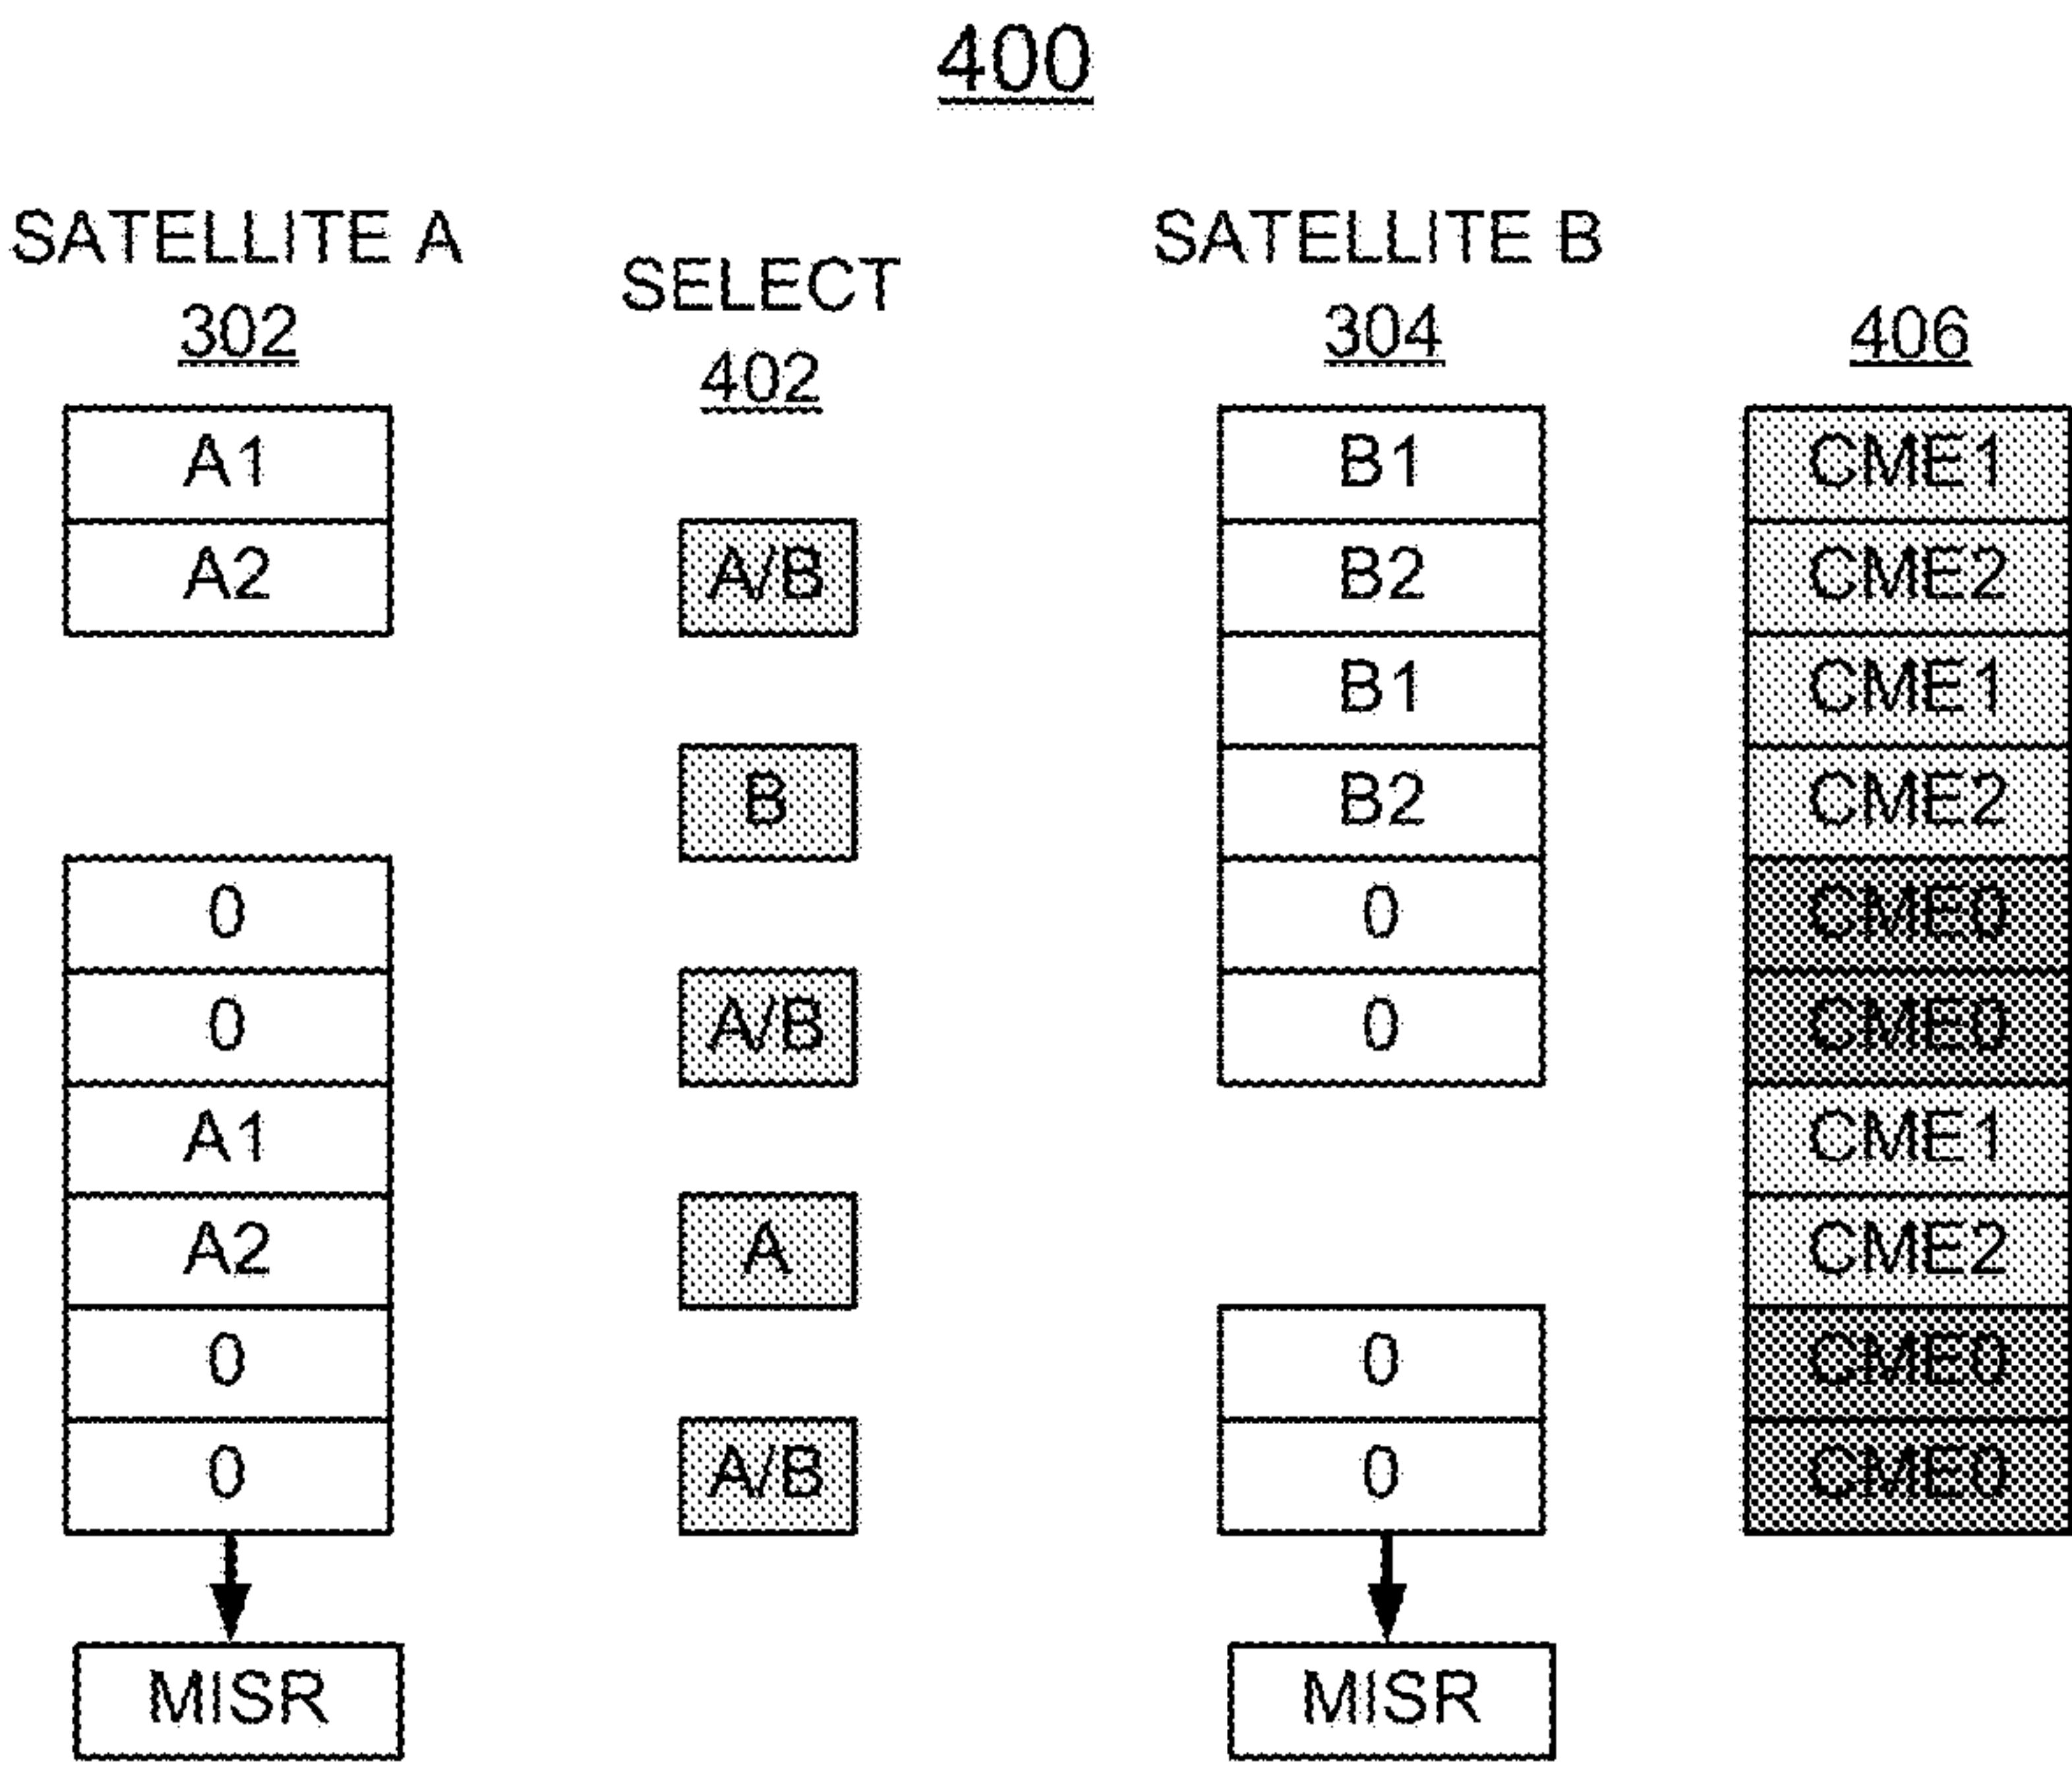 400
SATELLITE A
302
SELECT
402
SATELLITE B
304
406
A1 B1 CME1
A2 A/B B2 CME2
B1 CME1
B B2 CME2
0 0 CME0
0 A/B 0 CME0
A1 CME1
A2 A CME2
0 0 CME0
0 A/B 0 CME0
MISR MISR